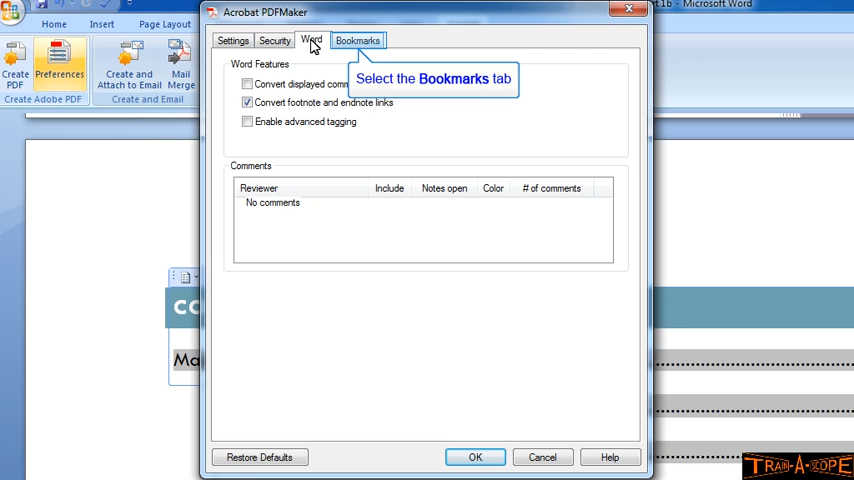 art 1b - Microsoft Word
Acrobat PDFMaker
Home
Insert
Page Layout
Settings
Security
Word
Bookmarks
Select the Bookmarks tab
Create
PDF
Preferences
Create and
Attach to Email
Mail
Merge
Create Adobe PDF
Create and Email
Word Features
Convert displayed comm
Convert footnote and endnote links
Enable advanced tagging
Comments
Reviewer
Include
Notes open
Color
# of comments
No comments
Restore Defaults
OK
Cancel
Help
TRAIN-A-SCOPE